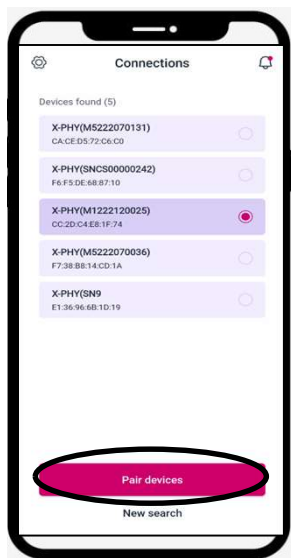 Connections
Devices found (5)
X-PHY(M5222070131)
CA:CE:D5:72:C6:C0
X-PHY(SNCS00000242)
F6:F5:DE:68:87:10
X-PHY(M1222120025)
CC:2D:C4:E8:1F:74
X-PHY(M5222070036)
F7:38:B8:14:CD:1A
X-PHY(SN9
E1:36:96:6B:1D:19
Pair devices
New search